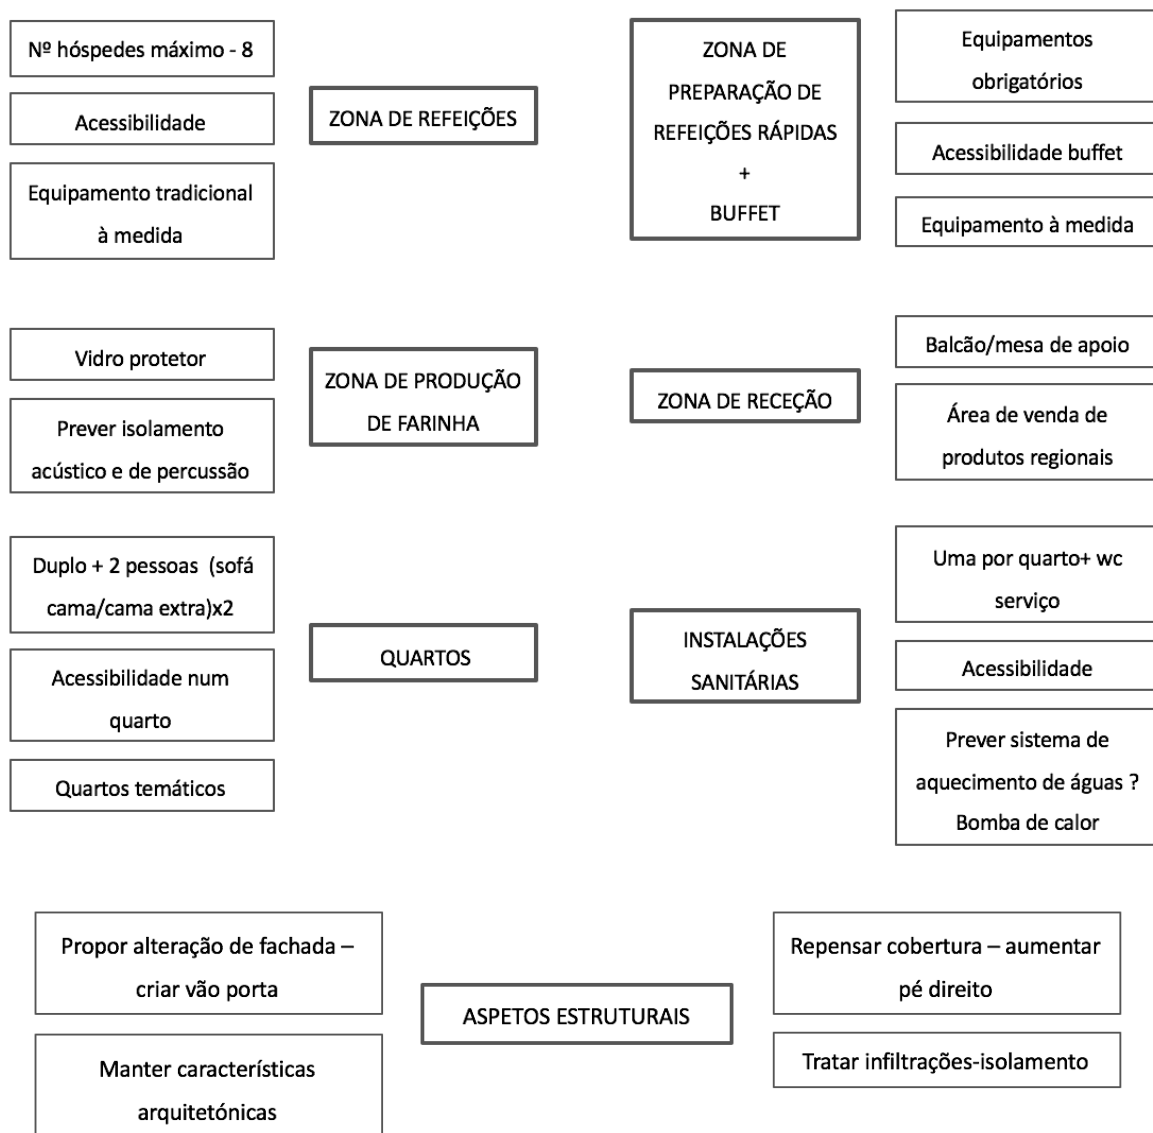 Nº hóspedes máximo - 8
Acessibilidade
Equipamento tradicional
à medida
ZONA DE REFEIÇÕES
ZONA DE
PREPARAÇÃO DE
REFEIÇÕES RÁPIDAS
+
BUFFET
Equipamentos
obrigatórios
Acessibilidade buffet
Equipamento à medida
Vidro protetor
Prever isolamento
acústico e de percussão
ZONA DE PRODUÇÃO
DE FARINHA
ZONA DE RECEÇÃO
Balcão/mesa de apoio
Área de venda de
produtos regionais
Duplo + 2 pessoas (sofá
cama/cama extra)x2
Acessibilidade num
quarto
Quartos temáticos
QUARTOS
INSTALAÇÕES
SANITÁRIAS
Uma por quarto+ wc
serviço
Acessibilidade
Prever sistema de
aquecimento de águas ?
Bomba de calor
Propor alteração de fachada –
criar vão porta
Manter características
arquitetónicas
ASPETOS ESTRUTURAIS
Repensar cobertura – aumentar
pé direito
Tratar infiltrações-isolamento